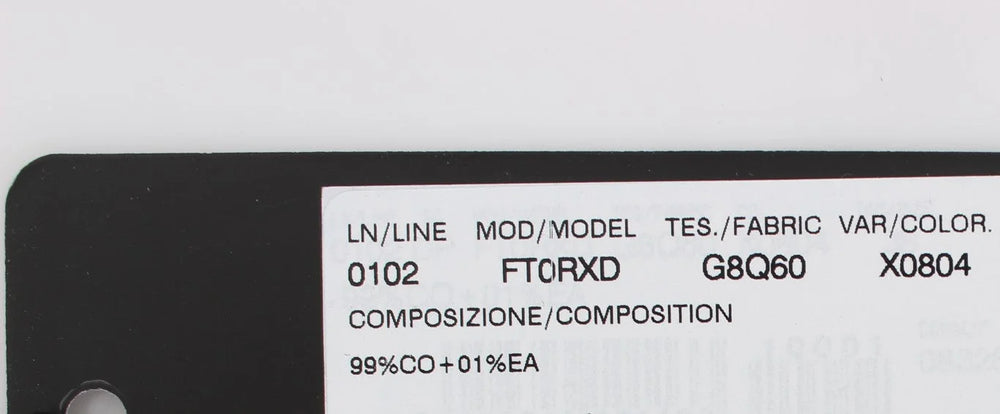 LN/LINE MOD/MODEL TES./FABRIC VAR/COLOR.
0102 FT0RXD G8Q60 X0804
COMPOSIZIONE/COMPOSITION
99%CO+01%EA